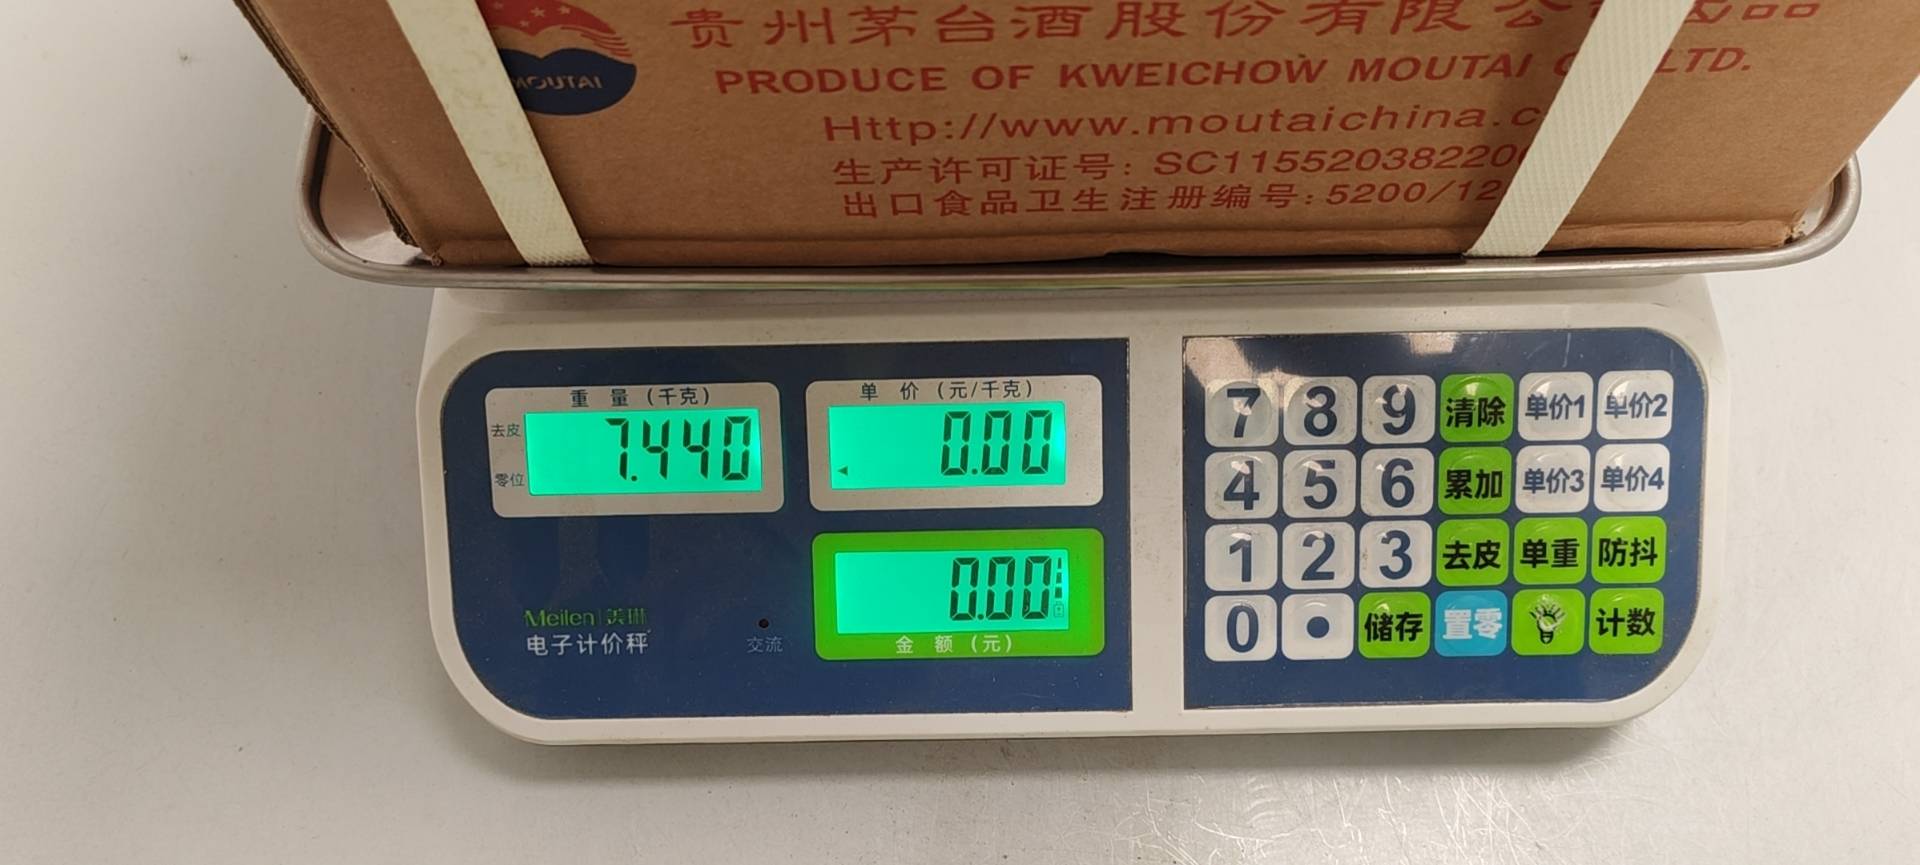 贵州茅台酒股份有限
MOUTAI
PRODUCE OF KWEICHOW MOUTAI LTD.
Http://www.moutaichina.c
生产许可证号: SC11552038220
出口食品卫生注册编号:5200/12
重 量 (千克)
去皮
7.440
零位
单 价 (元/千克)
0.00
0.00
金 额 (元)
Meilen|美琳
电子计价秤
交流
7 8 9 清除 单价1 单价2
4 5 6 累加 单价3 单价4
1 2 3 去皮 单重 防抖
0 • 储存 置零 计数